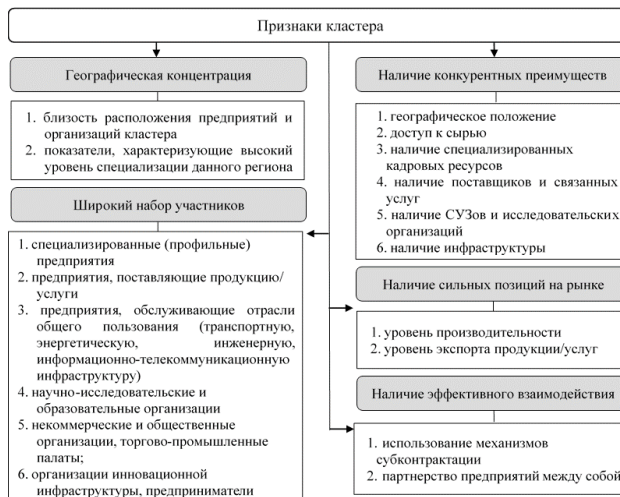 Признаки кластера
Географическая концентрация
1. близость расположения предприятий и
организаций кластера
2. показатели, характеризующие высокий
уровень специализации данного региона
Широкий набор участников
1. специализированные (профильные)
предприятия
2. предприятия, поставляющие продукцию/
услуги
3. предприятия, обслуживающие отрасли
общего пользования (транспортную,
энергетическую, инженерную,
информационно-телекоммуникационную
инфраструктуру)
4. научно-исследовательские и
образовательные организации
5. некоммерческие и общественные
организации, торгово-промышленные
палаты;
6. организации инновационной
инфраструктуры, предприниматели
Наличие конкурентных преимуществ
1. географическое положение
2. доступ к сырью
3. наличие специализированных
кадровых ресурсов
4. наличие поставщиков и связанных
услуг
5. наличие СУЗов и исследовательских
организаций
6. наличие инфраструктуры
Наличие сильных позиций на рынке
1. уровень производительности
2. уровень экспорта продукции/услуг
Наличие эффективного взаимодействия
1. использование механизмов
субконтрактации
2. партнерство предприятий между собой